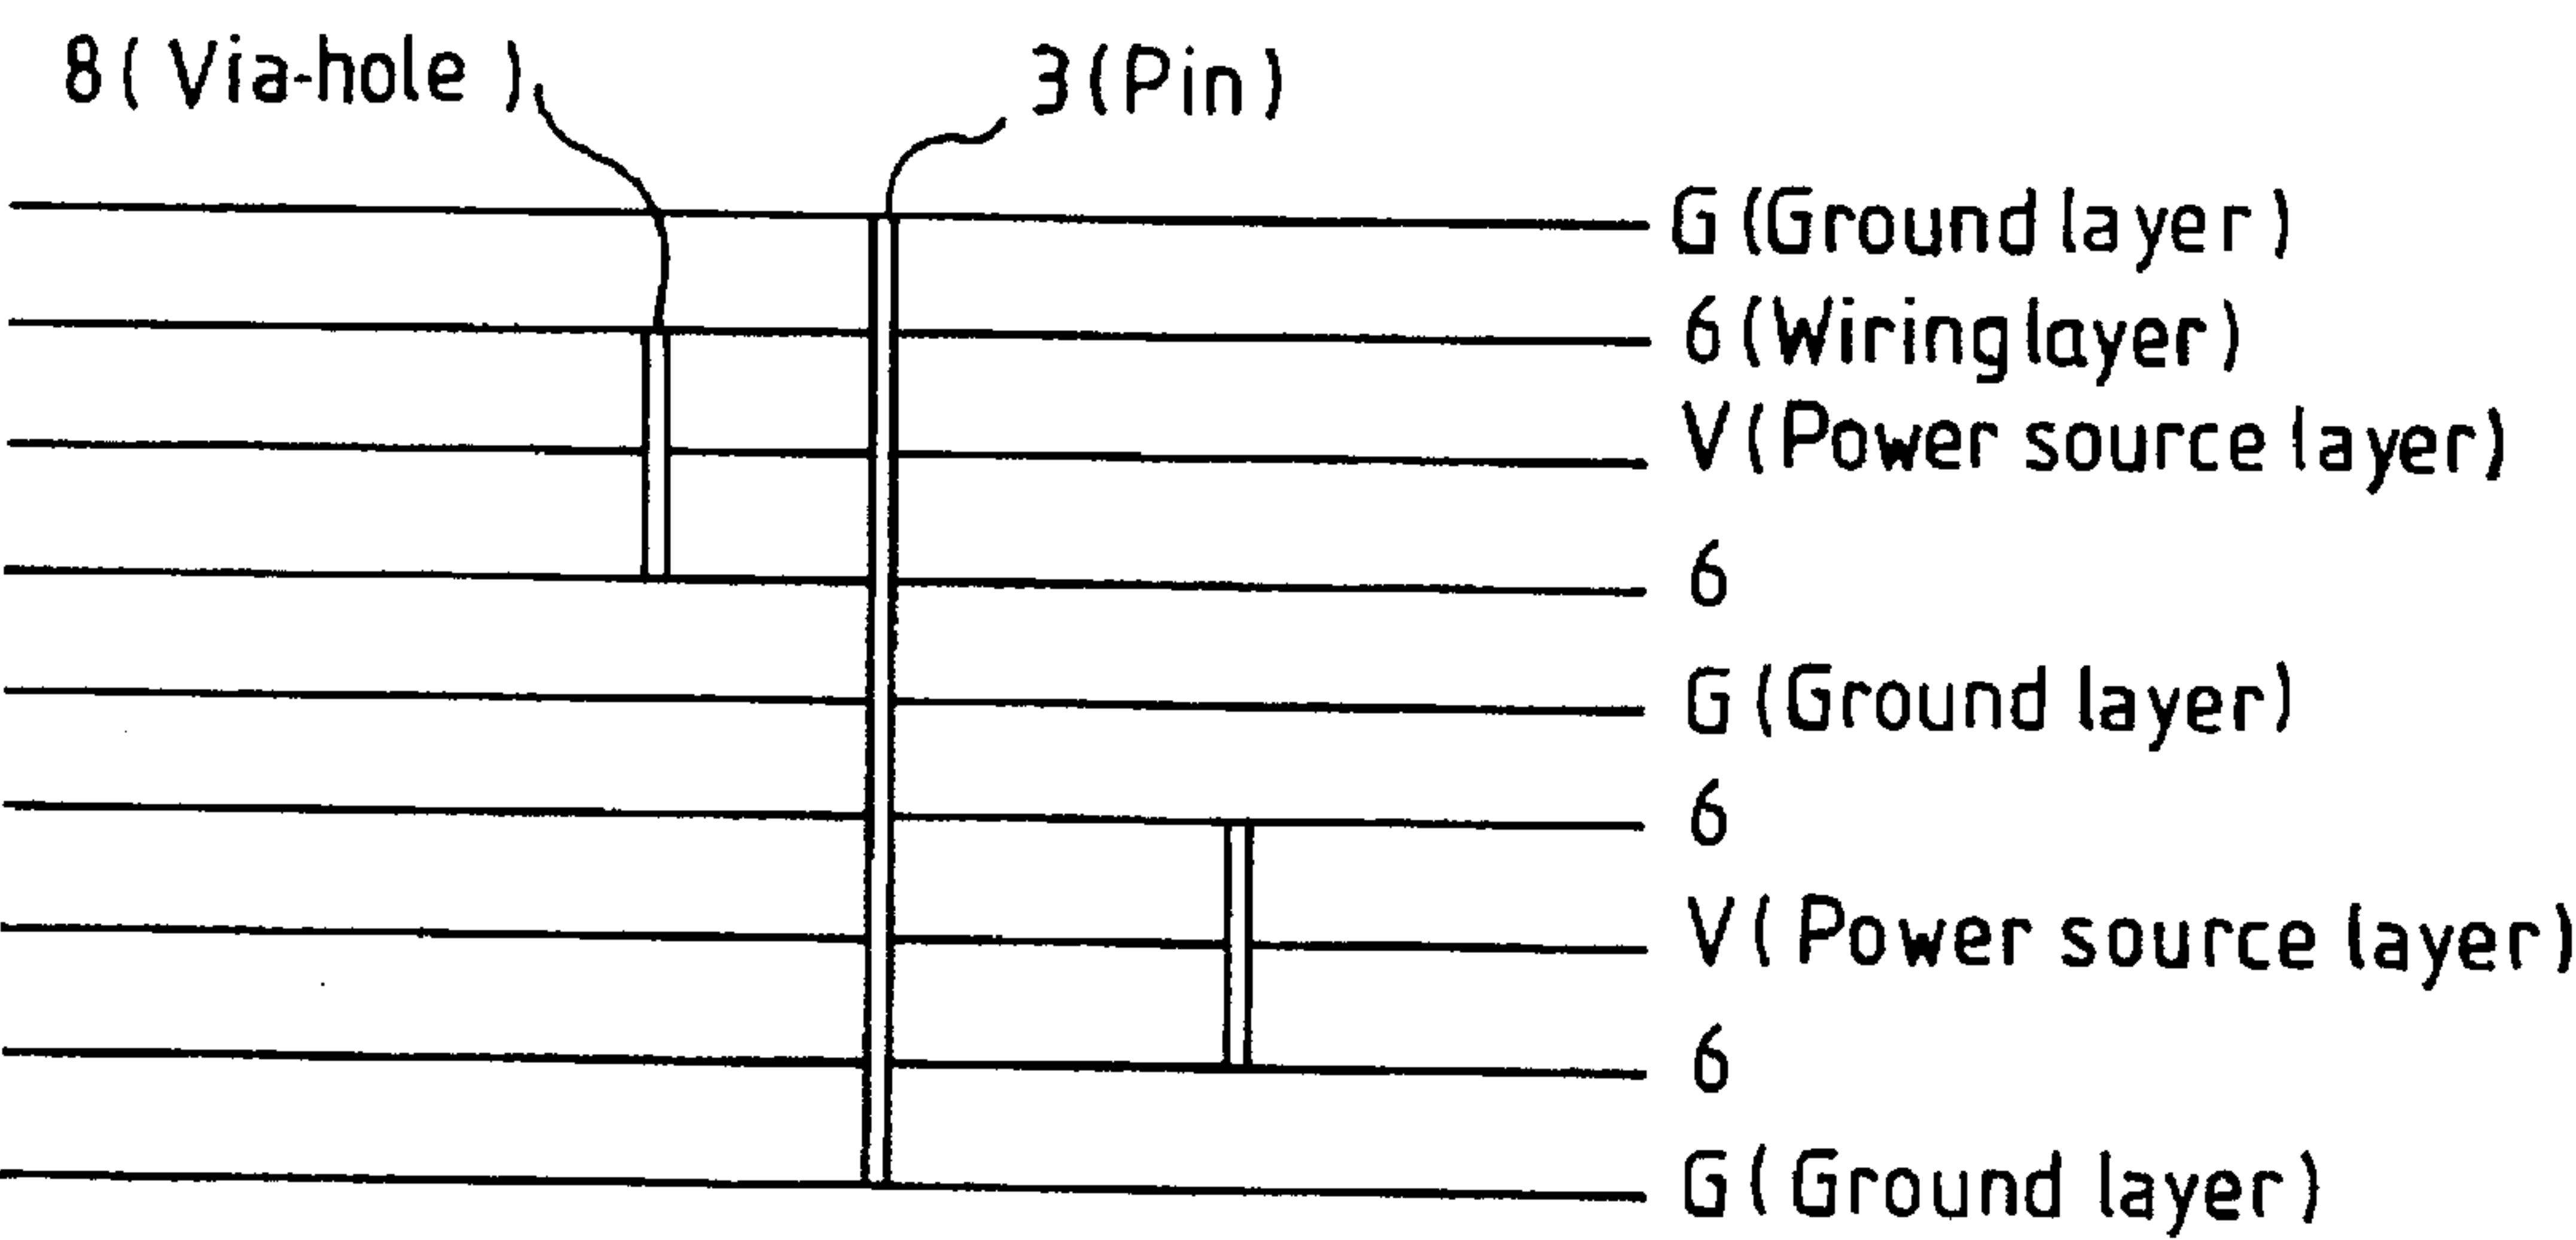 8 ( Via-hole ) 3 (Pin)
G (Ground layer)
6 (Wiring layer)
V ( Power source layer)
6
G (Ground layer)
6
V ( Power source layer)
6
G ( Ground layer)